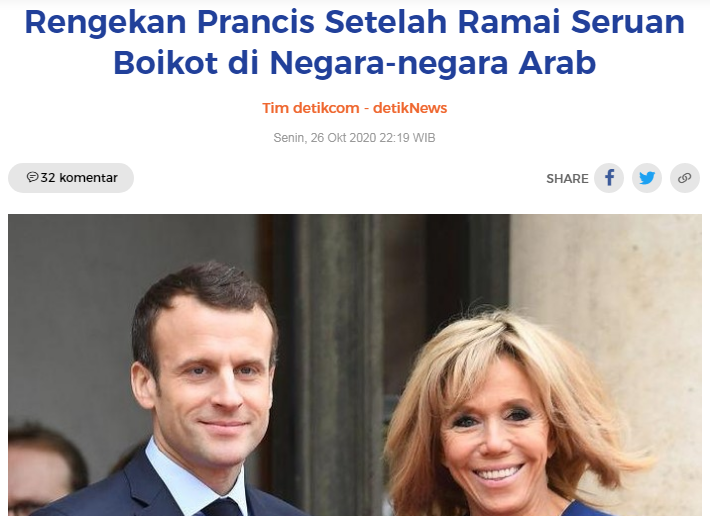 Rengekan Prancis Setelah Ramai Seruan
Boikot di Negara-negara Arab
Tim detikcom - detikNews
Senin, 26 Okt 2020 22:19 WIB
32 komentar
SHARE